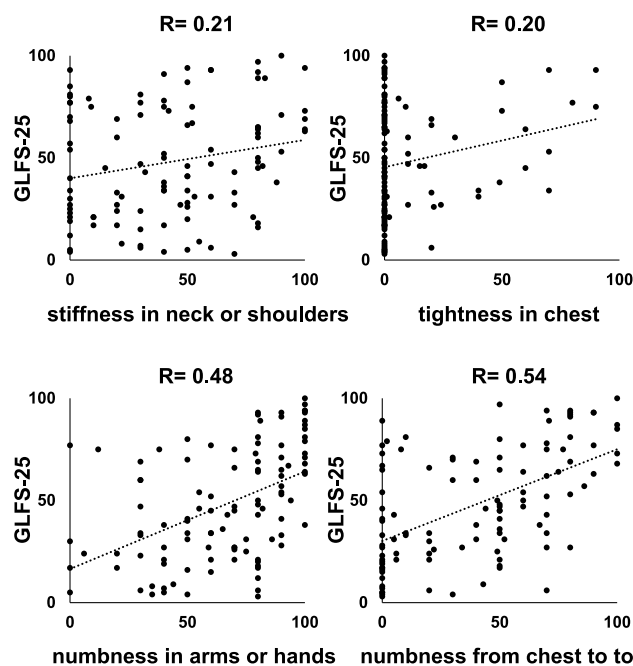 R= 0.21
R= 0.20
100
50
0
GLFS-25
0
50
100
stiffness in neck or shoulders
100
50
0
GLFS-25
0
50
100
tightness in chest
R= 0.48
R= 0.54
100
50
0
GLFS-25
0
50
100
numbness in arms or hands
100
50
0
GLFS-25
0
50
100
numbness from chest to to